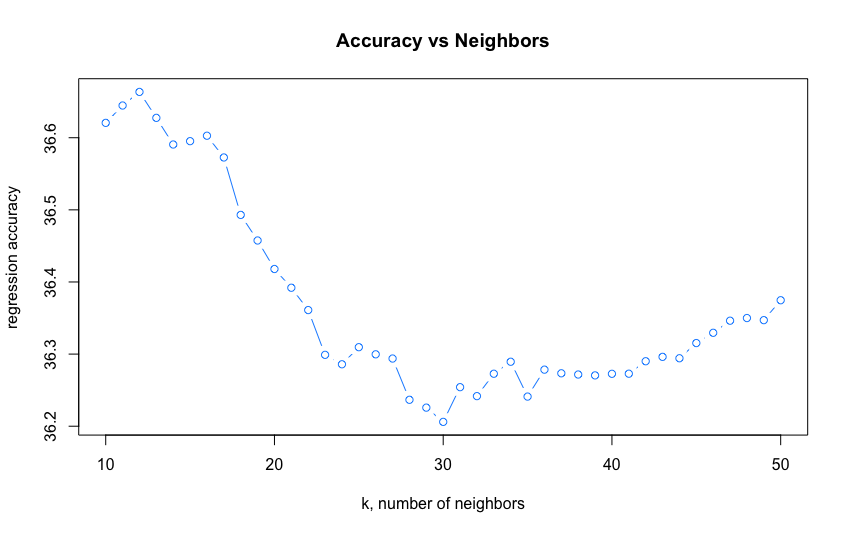 Accuracy vs Neighbors
regression accuracy
36.6
36.5
36.4
36.3
36.2
10 20 30 40 50
k, number of neighbors